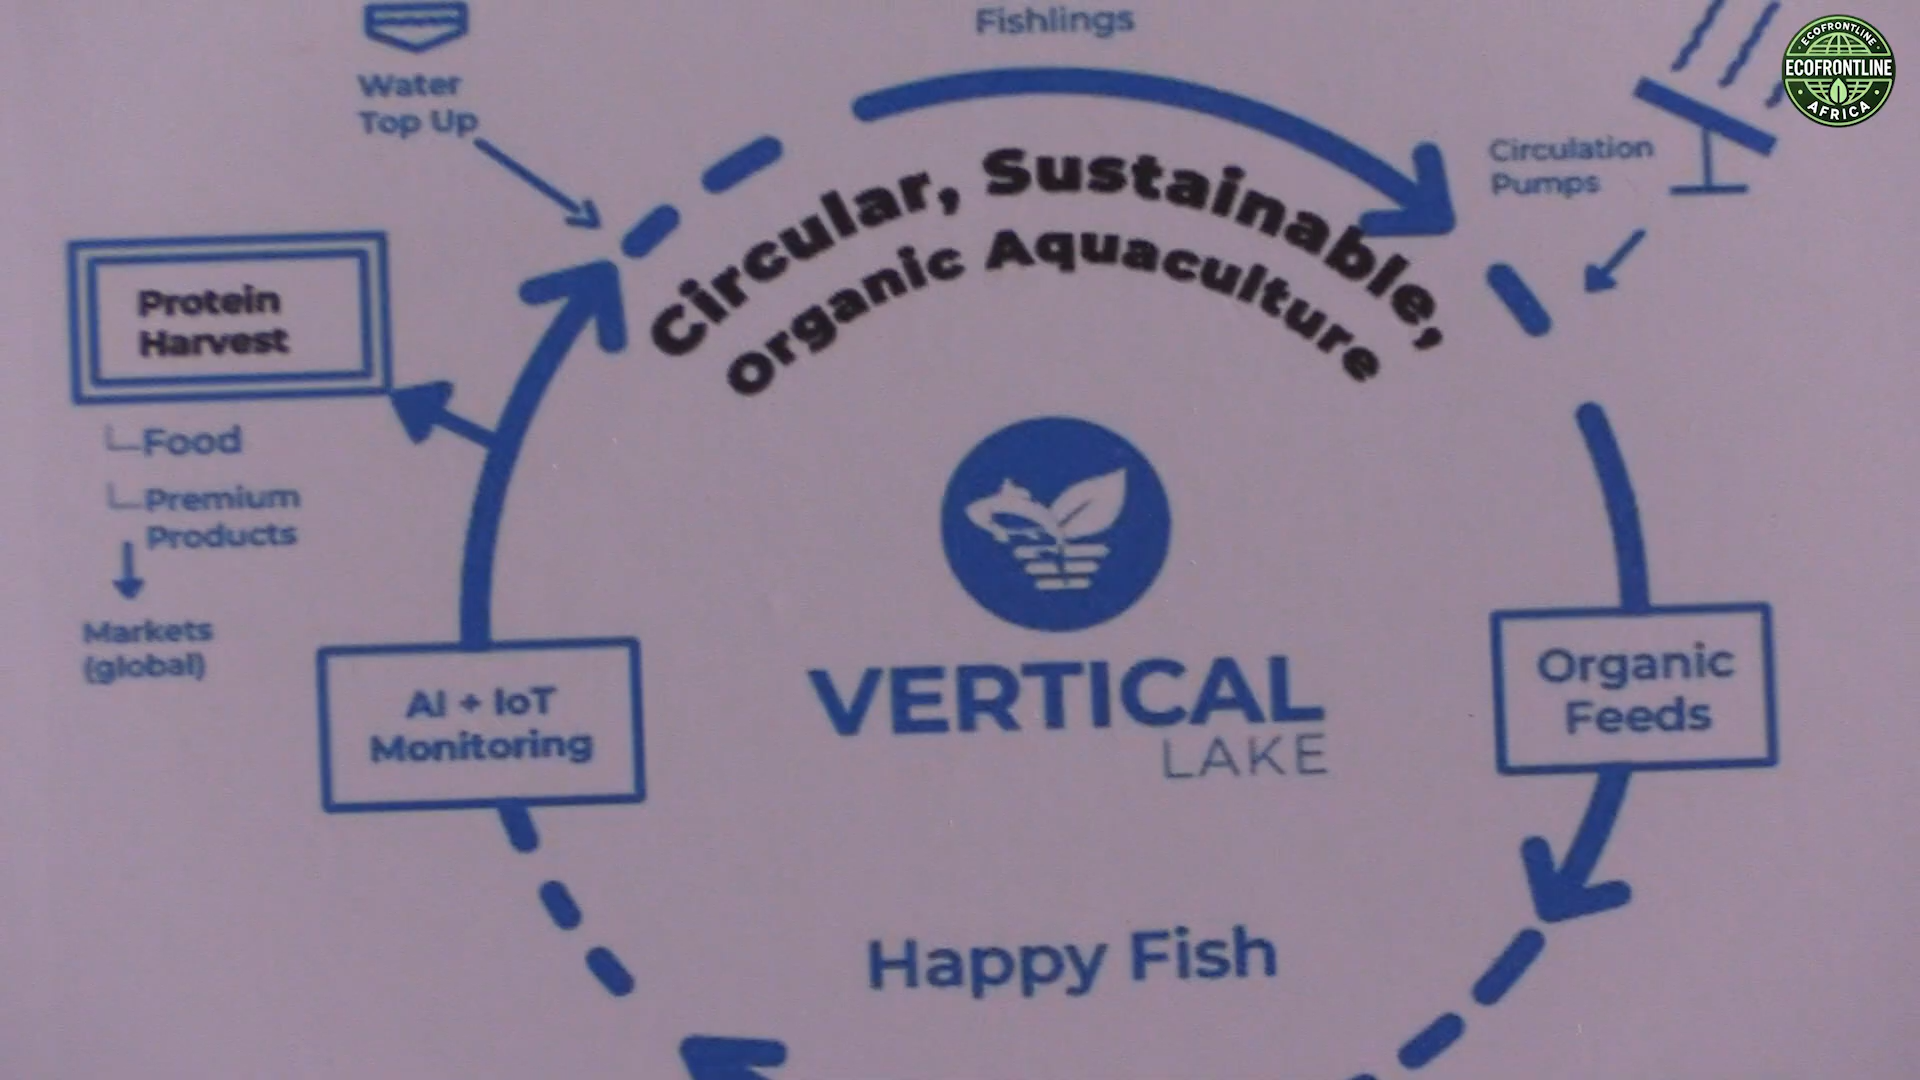 Fishlings
Water
Top Up
Circulation
Pumps
Circular, Sustainable,
Organic Aquaculture
Protein
Harvest
Food
Premium
Products
Markets
(global)
AI + IoT
Monitoring
VERTICAL
LAKE
Organic
Feeds
Happy Fish
ECOFRONTLINE
ECOFRONTLINE
AFRICA